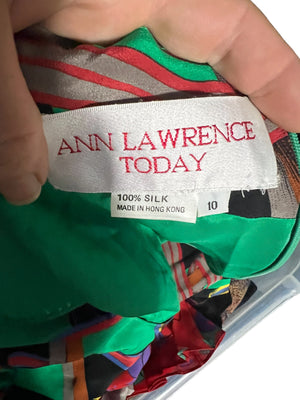 ANN LAWRENCE
TODAY
100% SILK
MADE IN HONG KONG
10